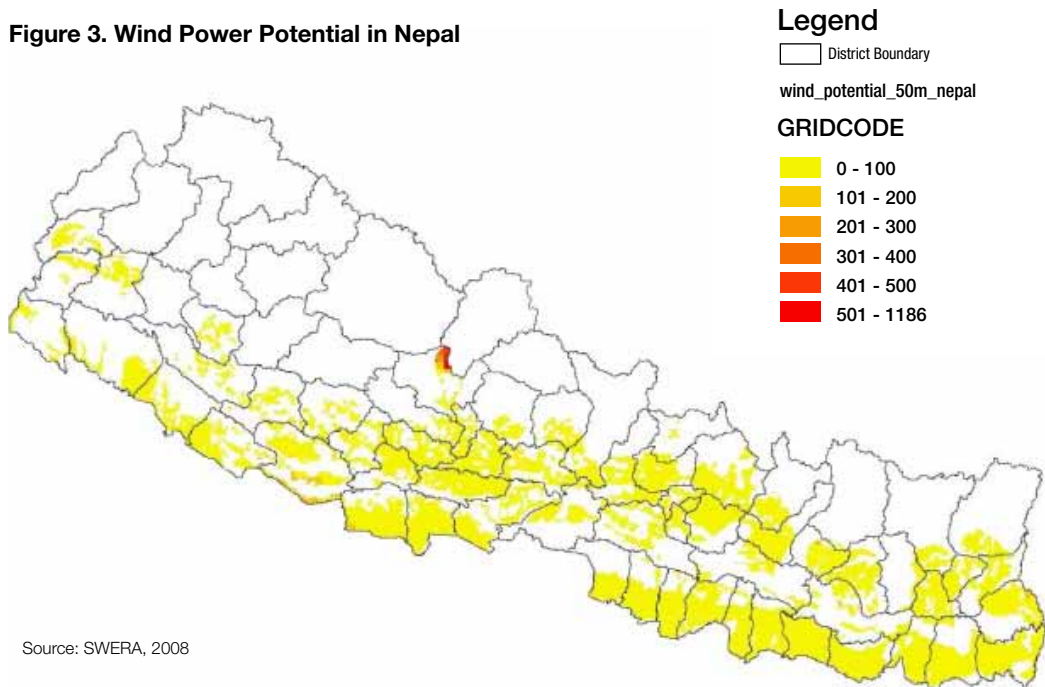 Figure 3. Wind Power Potential in Nepal
Legend
District Boundary
wind_potential_50m_nepal
GRIDCODE
0 - 100
101 - 200
201 - 300
301 - 400
401 - 500
501 - 1186
Source: SWERA, 2008